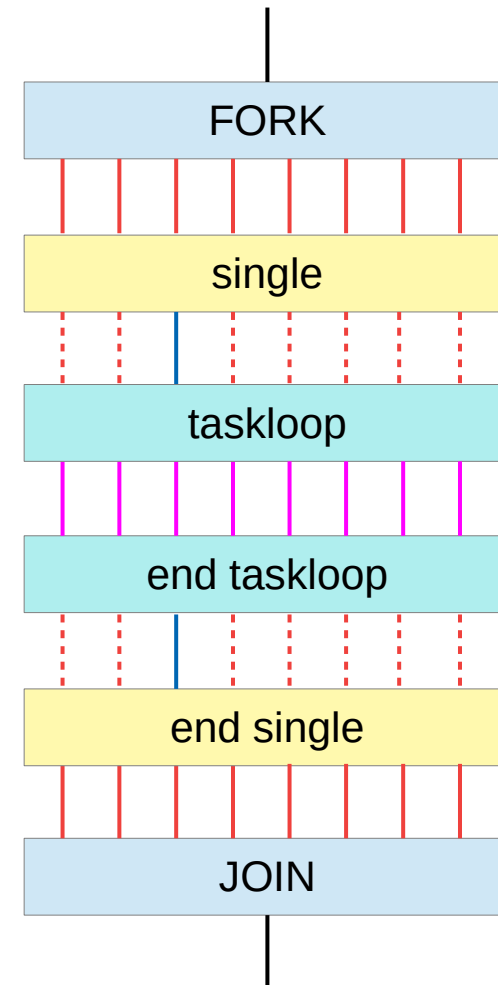 FORK
single
taskloop
end taskloop
end single
JOIN